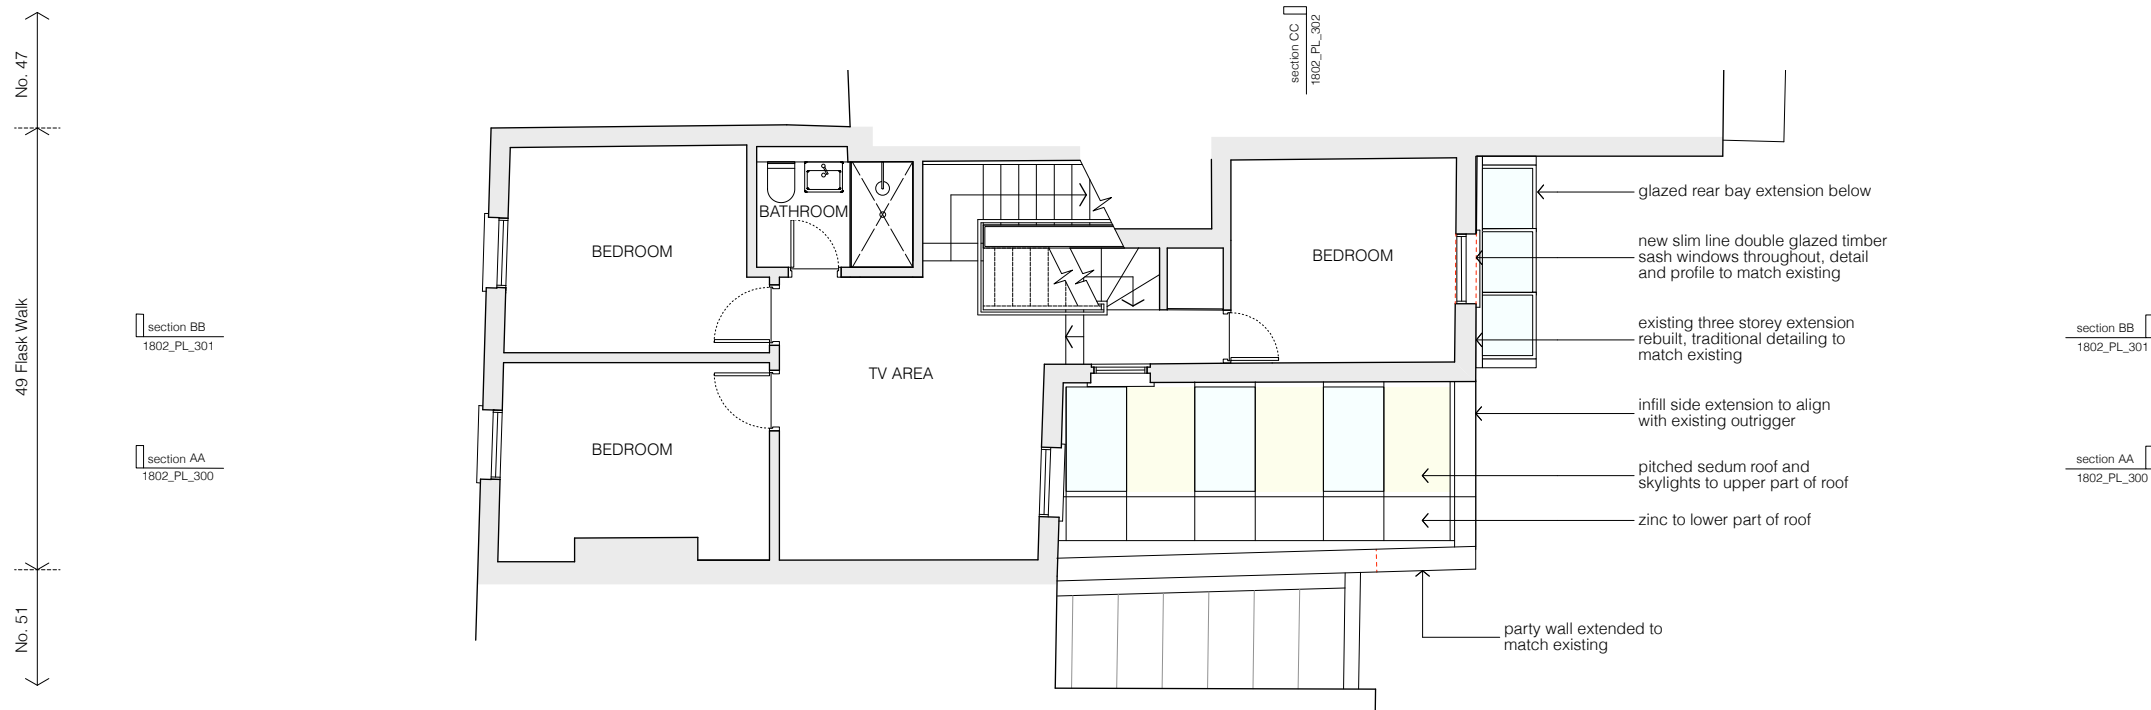 No. 47
49 Flask Walk
No. 51
section CC
1802_PL_302
section BB
1802_PL_301
section AA
1802_PL_300
BATHROOM
BEDROOM
BEDROOM
TV AREA
BEDROOM
glazed rear bay extension below
new slim line double glazed timber
sash windows throughout, detail
and profile to match existing
existing three storey extension
rebuilt, traditional detailing to
match existing
infill side extension to align
with existing outrigger
pitched sedum roof and
skylights to upper part of roof
zinc to lower part of roof
party wall extended to
match existing
section BB
1802_PL_301
section AA
1802_PL_300